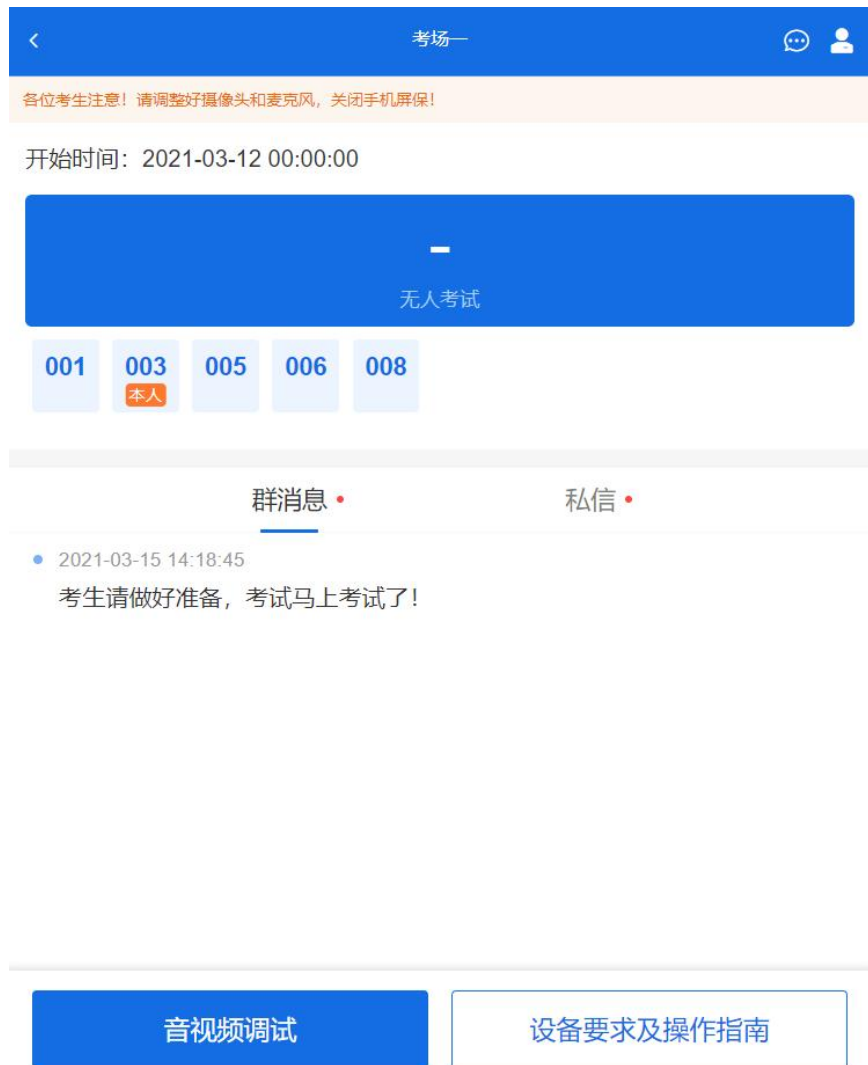 考场一
各位考生注意！请调整好摄像头和麦克风，关闭手机屏保！
开始时间：2021-03-12 00:00:00
-
无人考试
001 003 005 006 008
本人
群消息 私信
2021-03-15 14:18:45
考生请做好准备，考试马上考试了！
音视频调试 设备要求及操作指南